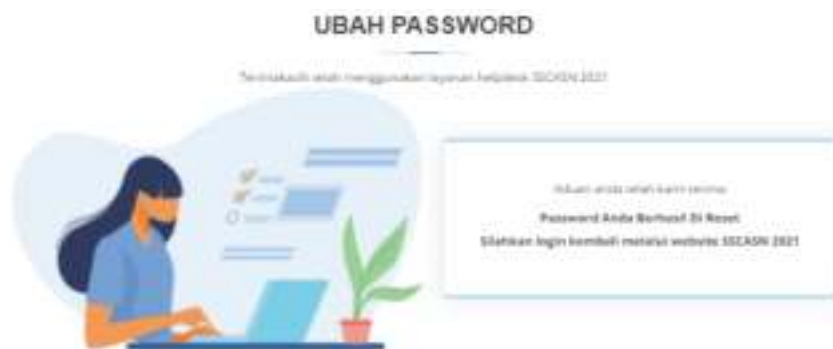 UBAH PASSWORD
Terimakasih telah menggunakan layanan helpdesk SSCASN 2021
Aduan anda telah kami terima
Password Anda Berhasil Di Reset
Silahkan login kembali melalui website SSCASN 2021